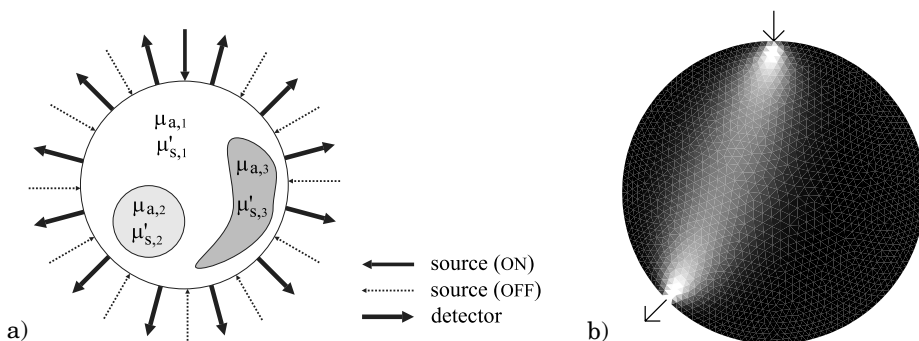 μa,1
μ's,1
μa,3
μ's,3
μa,2
μ's,2
source (ON)
source (OFF)
detector
a)
b)